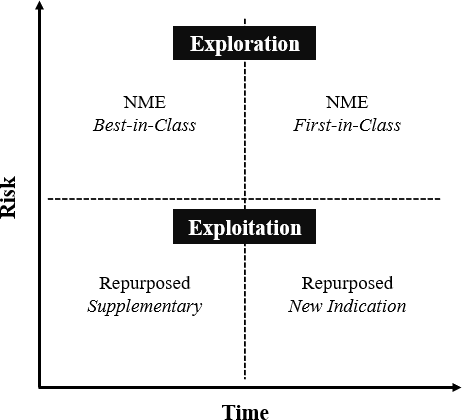 Exploration
NME
Best-in-Class
NME
First-in-Class
Risk
Exploitation
Repurposed
Supplementary
Repurposed
New Indication
Time